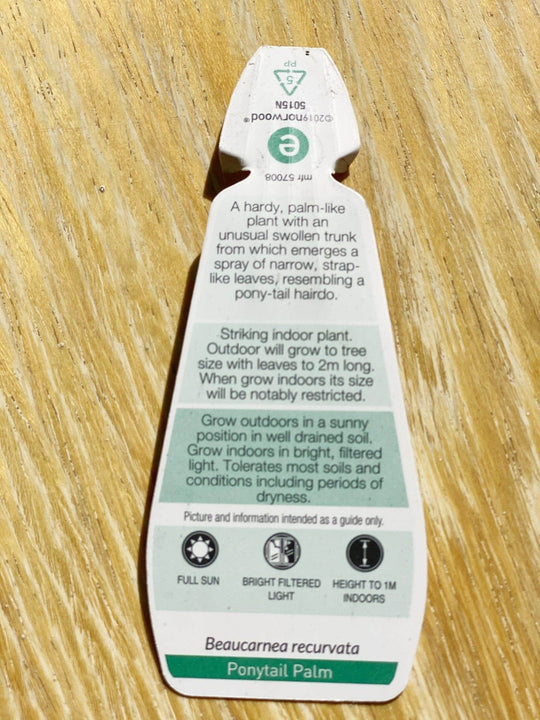 5
PP
5015N
©2019norwood®
e
mfr 57008
A hardy, palm-like
plant with an
unusual swollen trunk
from which emerges a
spray of narrow, strap-
like leaves, resembling a
pony-tail hairdo.
Striking indoor plant.
Outdoor will grow to tree
size with leaves to 2m long.
When grow indoors its size
will be notably restricted.
Grow outdoors in a sunny
position in well drained soil.
Grow indoors in bright, filtered
light. Tolerates most soils and
conditions including periods of
dryness.
Picture and information intended as a guide only.
FULL SUN
BRIGHT FILTERED
LIGHT
HEIGHT TO 1M
INDOORS
Beaucarnea recurvata
Ponytail Palm